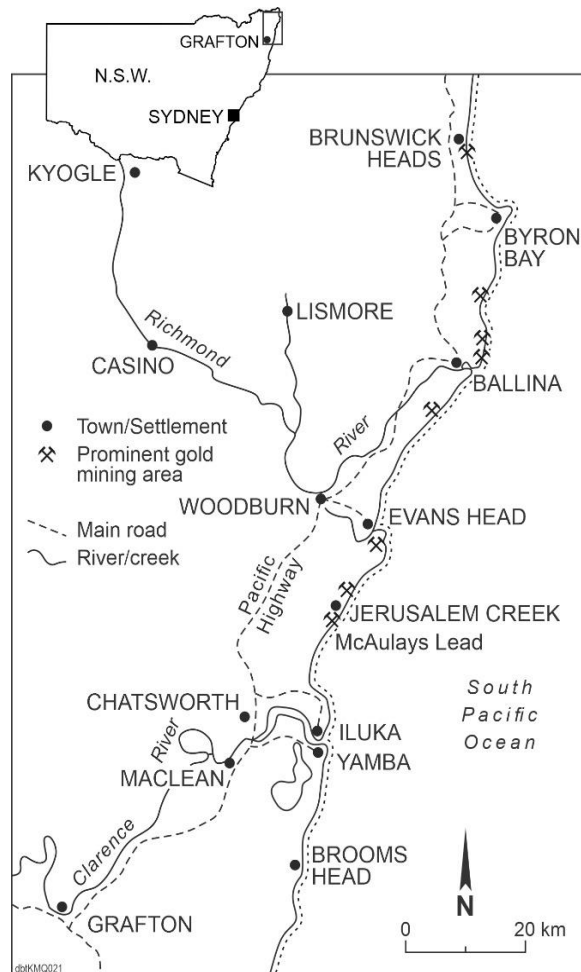 GRAFTON
N.S.W.
SYDNEY
BRUNSWICK
HEADS
KYOGLE
BYRON
BAY
LISMORE
Richmond
CASINO
BALLINA
Town/Settlement
Prominent gold
mining area
River
WOODBURN
EVANS HEAD
Main road
River/creek
Pacific
Highway
JERUSALEM CREEK
McAulays Lead
CHATSWORTH
South
Pacific
Ocean
River
ILUKA
YAMBA
MACLEAN
Clarence
BROOMS
HEAD
GRAFTON
N
0 20 km
dbtKMQ021